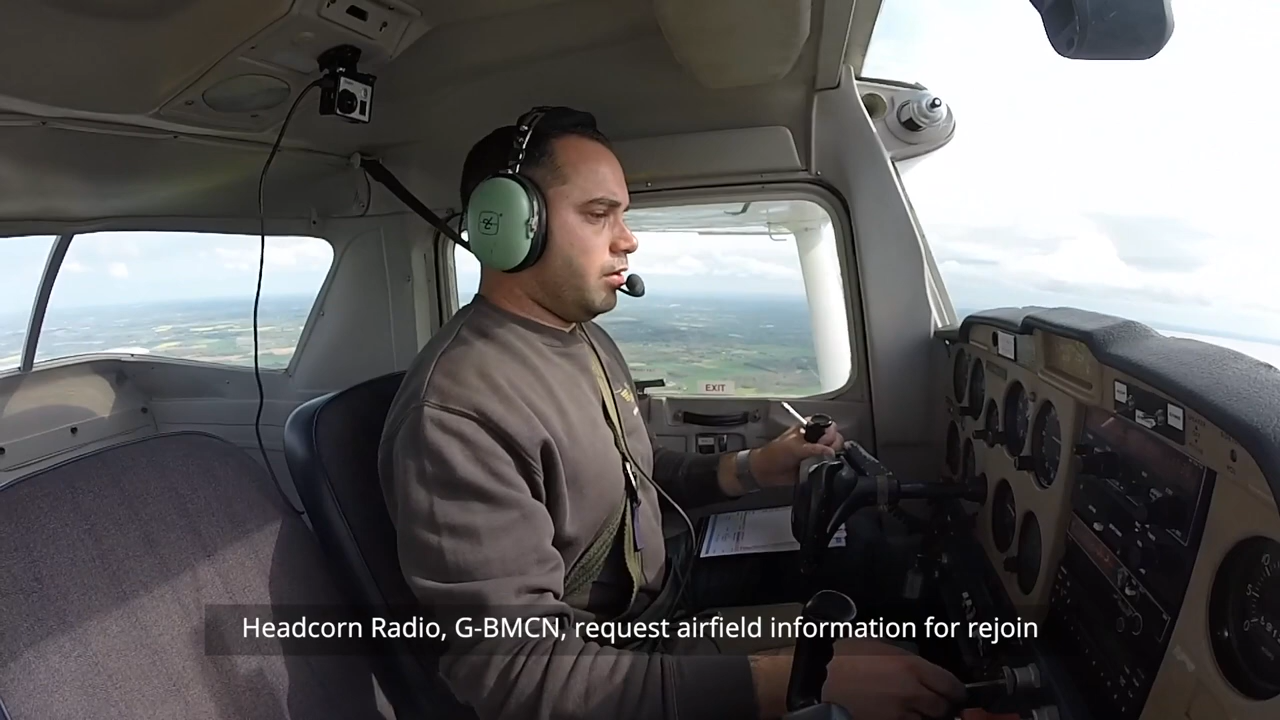 EXIT
Headcorn Radio, G-BMCN, request airfield information for rejoin